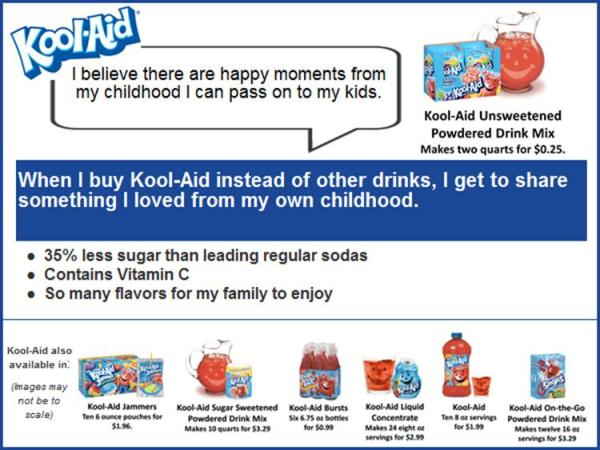 Kool-Aid
I believe there are happy moments from
my childhood I can pass on to my kids.
Kool-Aid Unsweetened
Powdered Drink Mix
Makes two quarts for $0.25.
When I buy Kool-Aid instead of other drinks, I get to share
something I loved from my own childhood.
• 35% less sugar than leading regular sodas
• Contains Vitamin C
• So many flavors for my family to enjoy
Kool-Aid also
available in:
(Images may
not be to
scale)
Kool-Aid Jammers
Ten 6 ounce pouches for
$1.96.
Kool-Aid Sugar Sweetened
Powdered Drink Mix
Makes 10 quarts for $3.29
Kool-Aid Bursts
Six 6.75 oz bottles
for $0.99
Kool-Aid Liquid
Concentrate
Makes 24 eight oz
servings for $2.99
Kool-Aid
Ten 8 oz servings
for $1.99
Kool-Aid On-the-Go
Powdered Drink Mix
Makes twelve 16 oz
servings for $3.29